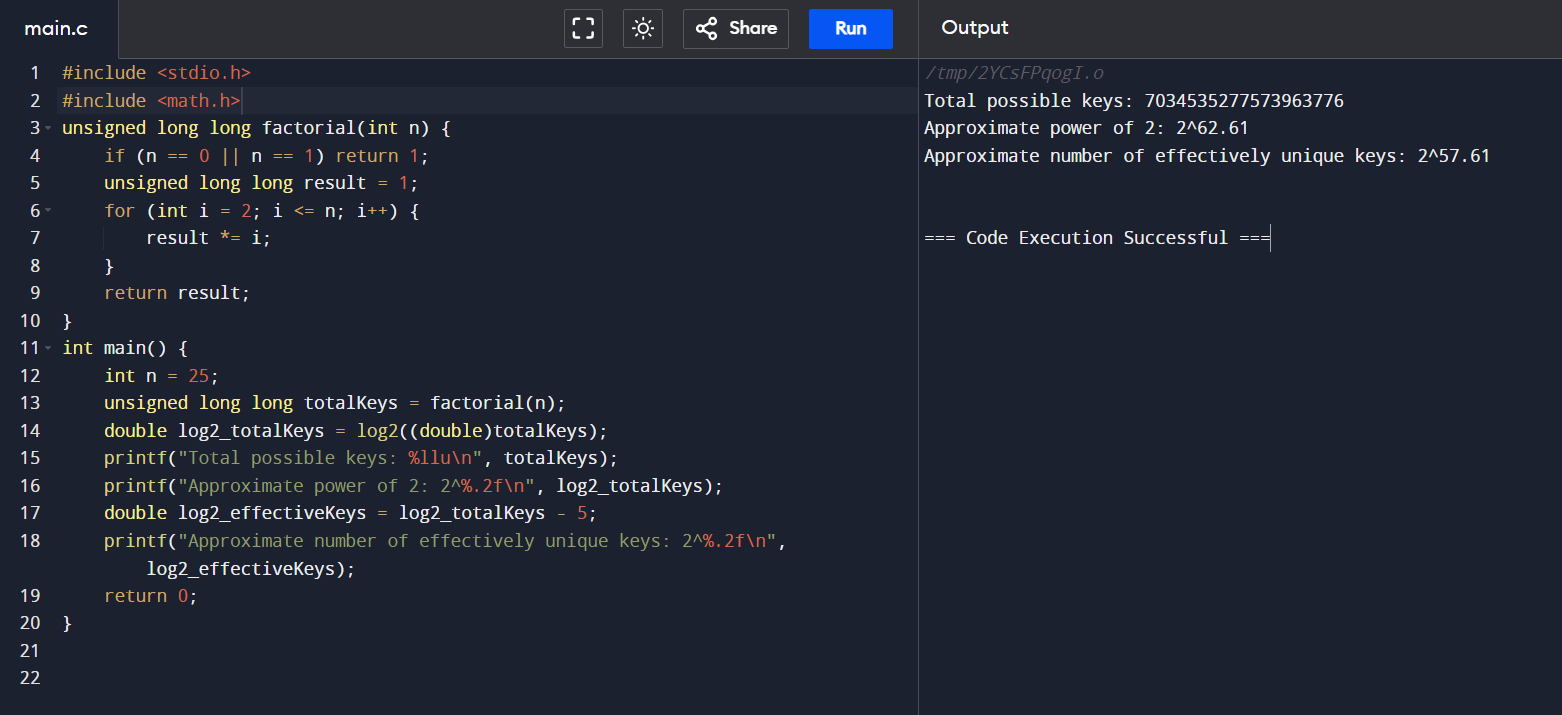 main.c
Share
Run
Output
1 #include <stdio.h>
2 #include <math.h>
3 unsigned long long factorial(int n) {
4     if (n == 0 || n == 1) return 1;
5     unsigned long long result = 1;
6     for (int i = 2; i <= n; i++) {
7         result *= i;
8     }
9     return result;
10 }
11 int main() {
12     int n = 25;
13     unsigned long long totalKeys = factorial(n);
14     double log2_totalKeys = log2((double)totalKeys);
15     printf("Total possible keys: %llu\n", totalKeys);
16     printf("Approximate power of 2: 2^%.2f\n", log2_totalKeys);
17     double log2_effectiveKeys = log2_totalKeys - 5;
18     printf("Approximate number of effectively unique keys: 2^%.2f\n",
        log2_effectiveKeys);
19     return 0;
20 }
21
22
/tmp/2YCsFPqogI.o
Total possible keys: 7034535277573963776
Approximate power of 2: 2^62.61
Approximate number of effectively unique keys: 2^57.61
=== Code Execution Successful ===